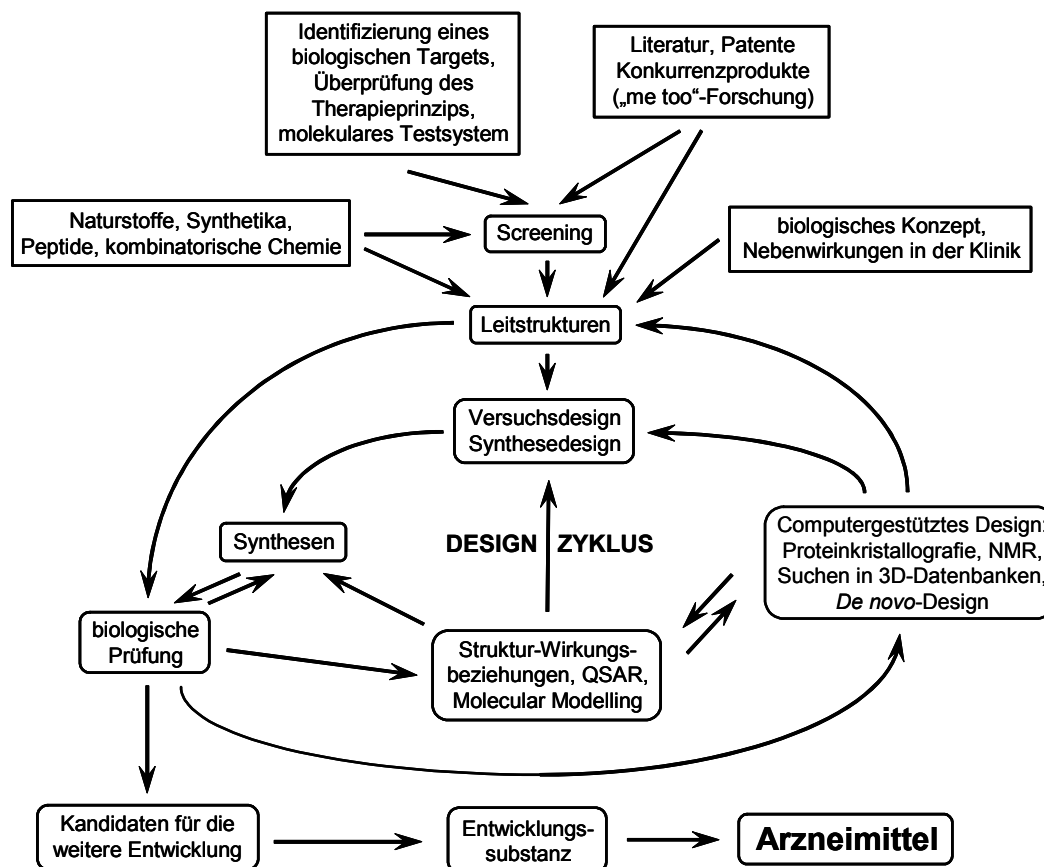 Identifizierung eines
biologischen Targets,
Überprüfung des
Therapieprinzips,
molekulares Testsystem
Literatur, Patente
Konkurrenzprodukte
(„me too“-Forschung)
Naturstoffe, Synthetika,
Peptide, kombinatorische Chemie
Screening
biologisches Konzept,
Nebenwirkungen in der Klinik
Leitstrukturen
Versuchsdesign
Synthesedesign
Synthesen
DESIGN ZYKLUS
Computergestütztes Design:
Proteinkristallografie, NMR,
Suchen in 3D-Datenbanken,
De novo-Design
biologische
Prüfung
Struktur-Wirkungs-
beziehungen, QSAR,
Molecular Modelling
Kandidaten für die
weitere Entwicklung
Entwicklungs-
substanz
Arzneimittel